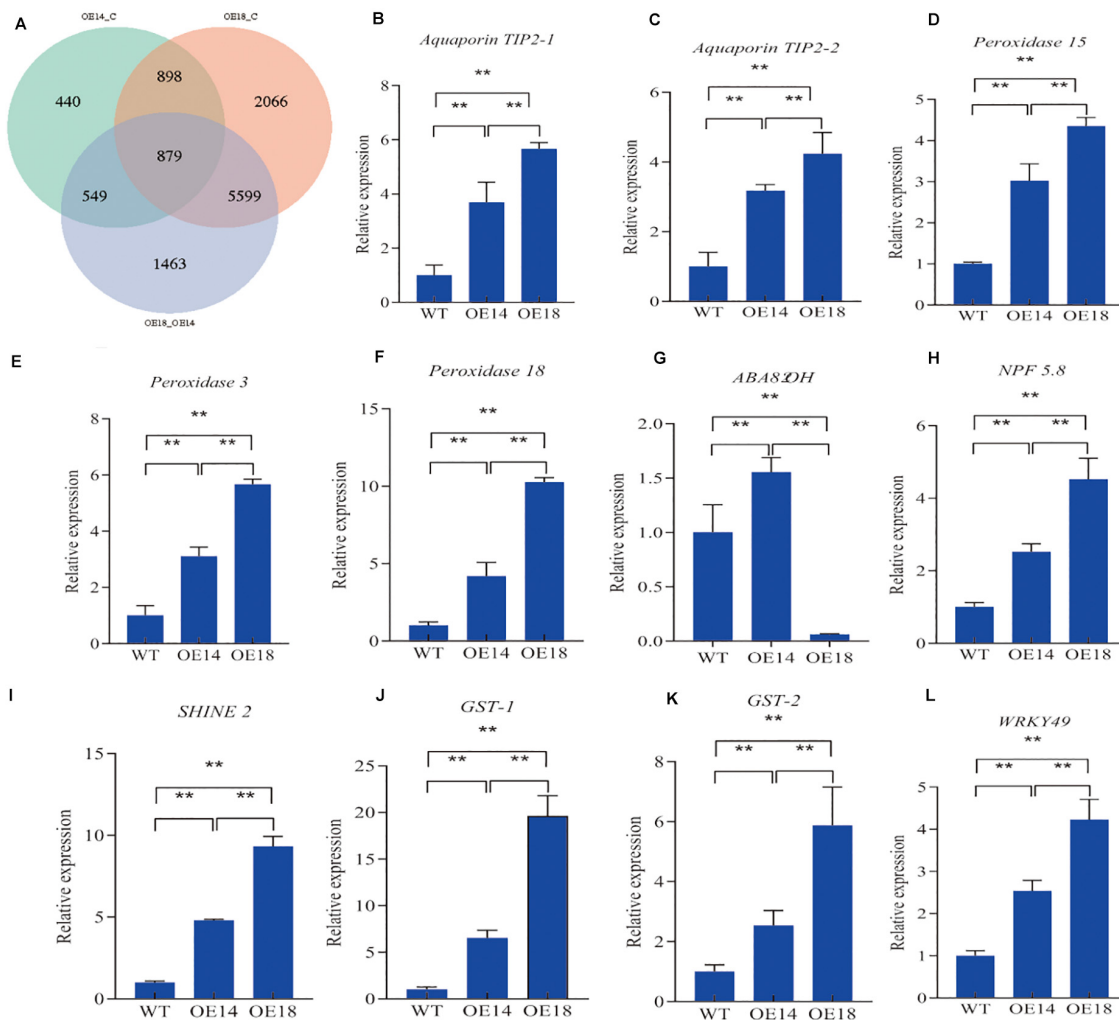 A
OE14_C
OE18_C
898
440
2066
879
549
5599
1463
OE18_OE14
B
Aquaporin TIP2-1
**
** **
8
6
4
2
0
Relative expression
WT OE14 OE18
C
Aquaporin TIP2-2
**
** **
6
4
2
0
Relative expression
WT OE14 OE18
D
Peroxidase 15
**
** **
5
4
3
2
1
0
Relative expression
WT OE14 OE18
E
Peroxidase 3
**
** **
8
6
4
2
0
Relative expression
WT OE14 OE18
F
Peroxidase 18
**
** **
15
10
5
0
Relative expression
WT OE14 OE18
G
**
** **
2.0
1.5
1.0
0.5
0.0
Relative expression
WT OE14 OE18
H
NPF 5.8
**
** **
6
4
2
0
Relative expression
WT OE14 OE18
I
SHINE 2
**
** **
15
10
5
0
Relative expression
WT OE14 OE18
J
GST-1
**
** **
25
20
15
10
5
0
Relative expression
WT OE14 OE18
K
GST-2
**
** **
8
6
4
2
0
Relative expression
WT OE14 OE18
L
WRKY49
**
** **
5
4
3
2
1
0
Relative expression
WT OE14 OE18